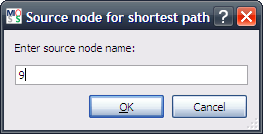 Source node for shortest path
Enter source node name:
9
OK
Cancel